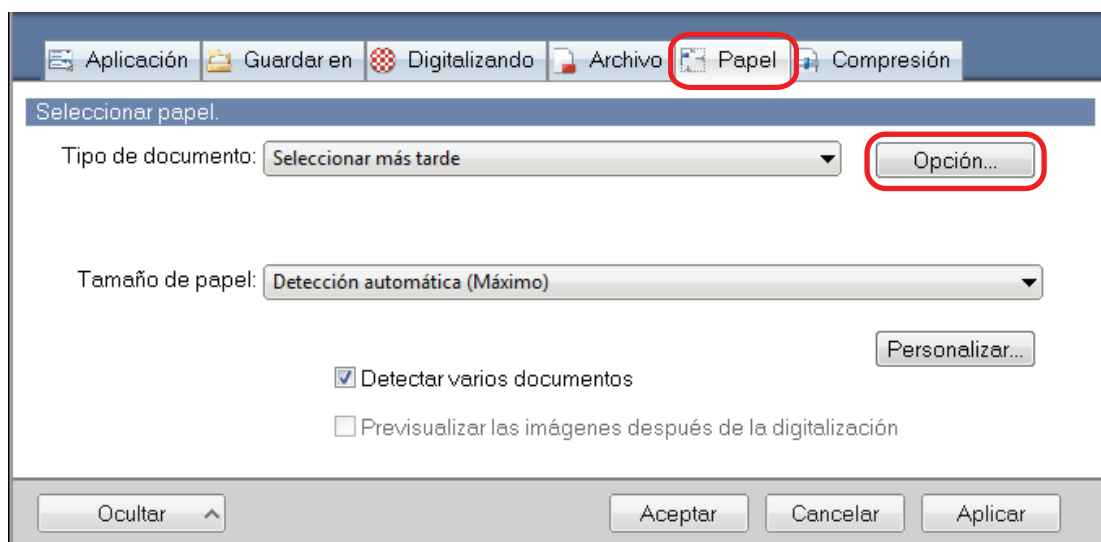 Aplicación Guardar en Digitalizando Archivo Papel Compresión
Seleccionar papel.
Tipo de documento: Seleccionar más tarde Opción...
Tamaño de papel: Detección automática (Máximo)
Personalizar...
Detectar varios documentos
Previsualizar las imágenes después de la digitalización
Ocultar Aceptar Cancelar Aplicar